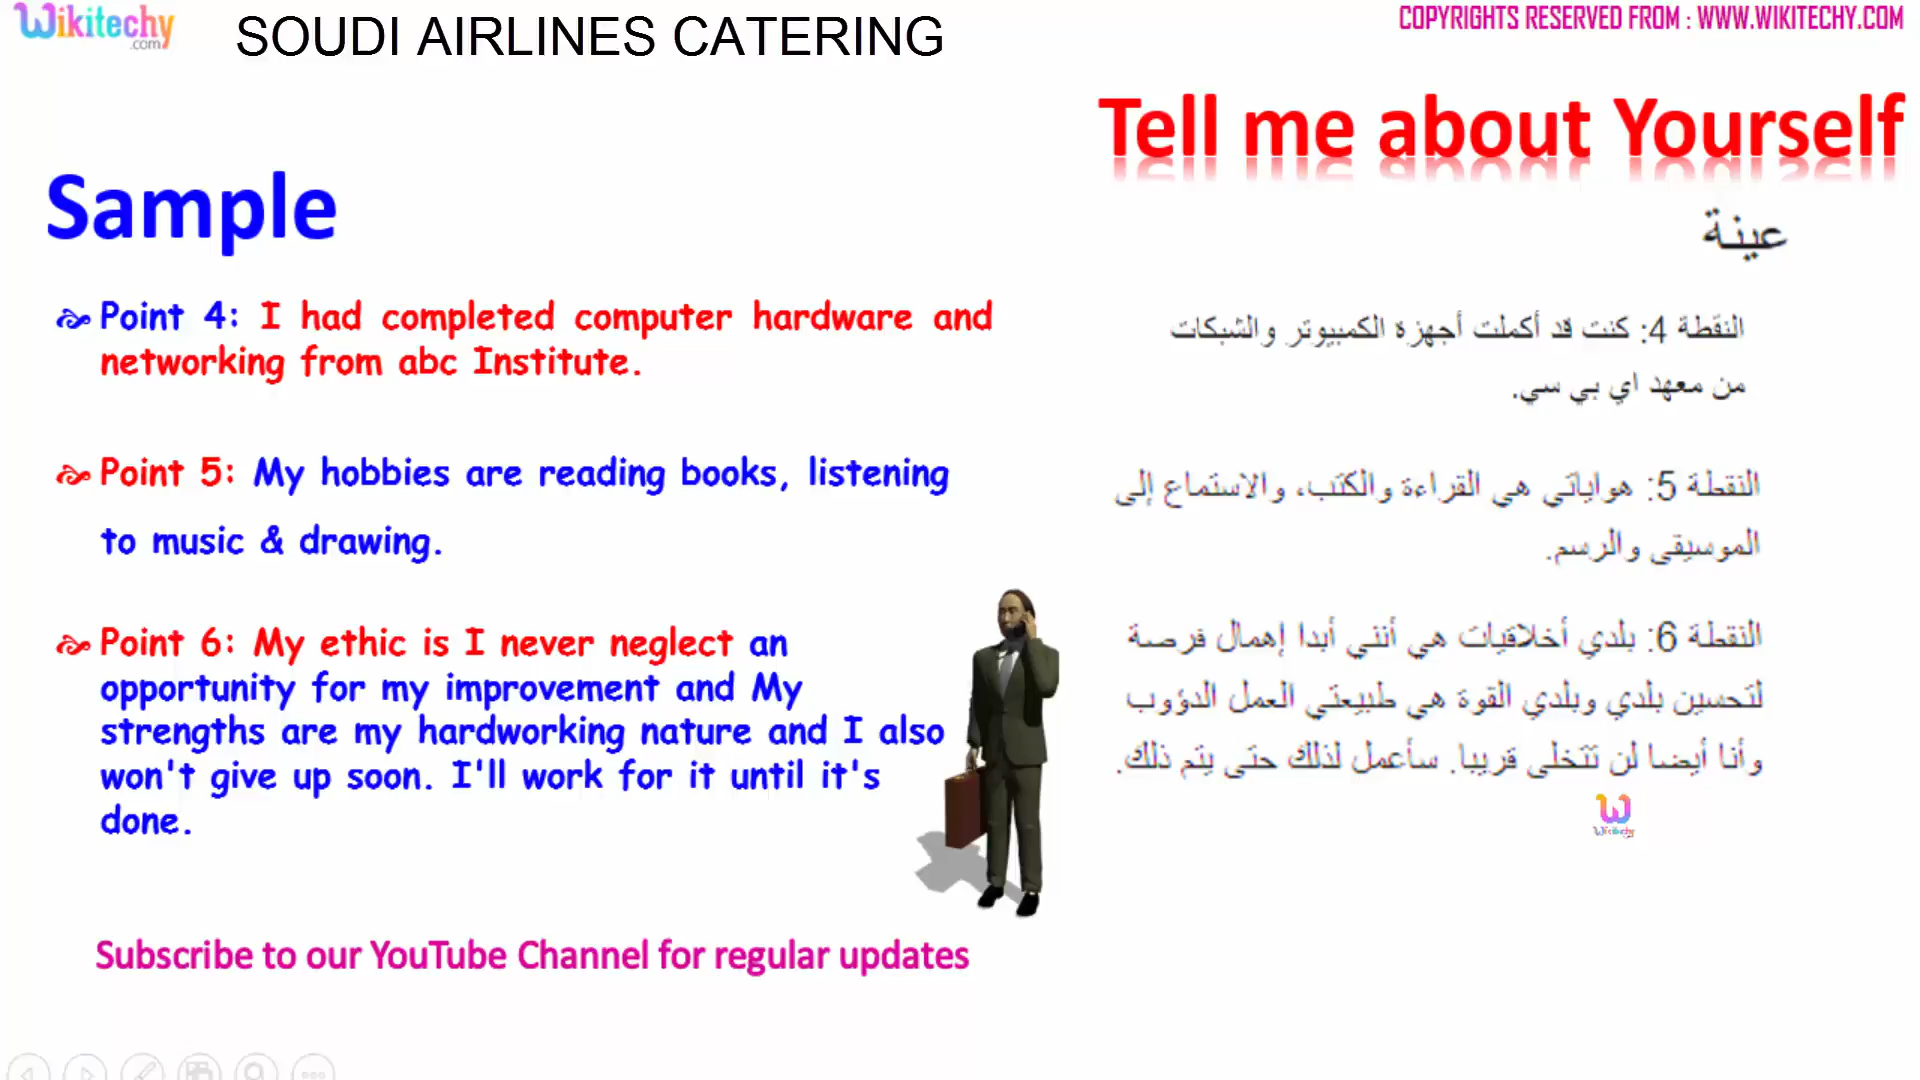 Wikitechy
.com
SOUDI AIRLINES CATERING
COPYRIGHTS RESERVED FROM : WWW.WIKITECHY.COM
Tell me about Yourself
Sample
Point 4: I had completed computer hardware and
networking from abc Institute.
Point 5: My hobbies are reading books, listening
to music & drawing.
Point 6: My ethic is I never neglect an
opportunity for my improvement and My
strengths are my hardworking nature and I also
won't give up soon. I'll work for it until it's
done.
Subscribe to our YouTube Channel for regular updates
عينة
النقطة 4: كنت قد أكملت أجهزة الكمبيوتر والشبكات
من معهد اي بي سي.
النقطة 5: هواياتي هي القراءة والكتب، والاستماع إلى
الموسيقى والرسم.
النقطة 6: بلدي أخلاقيات هي أنني أبدا إهمال فرصة
لتحسين بلدي وبلدي القوة هي طبيعتي العمل الدؤوب
وأنا أيضا لن تتخلى قريبا. سأعمل لذلك حتى يتم ذلك.
W
Wikitechy